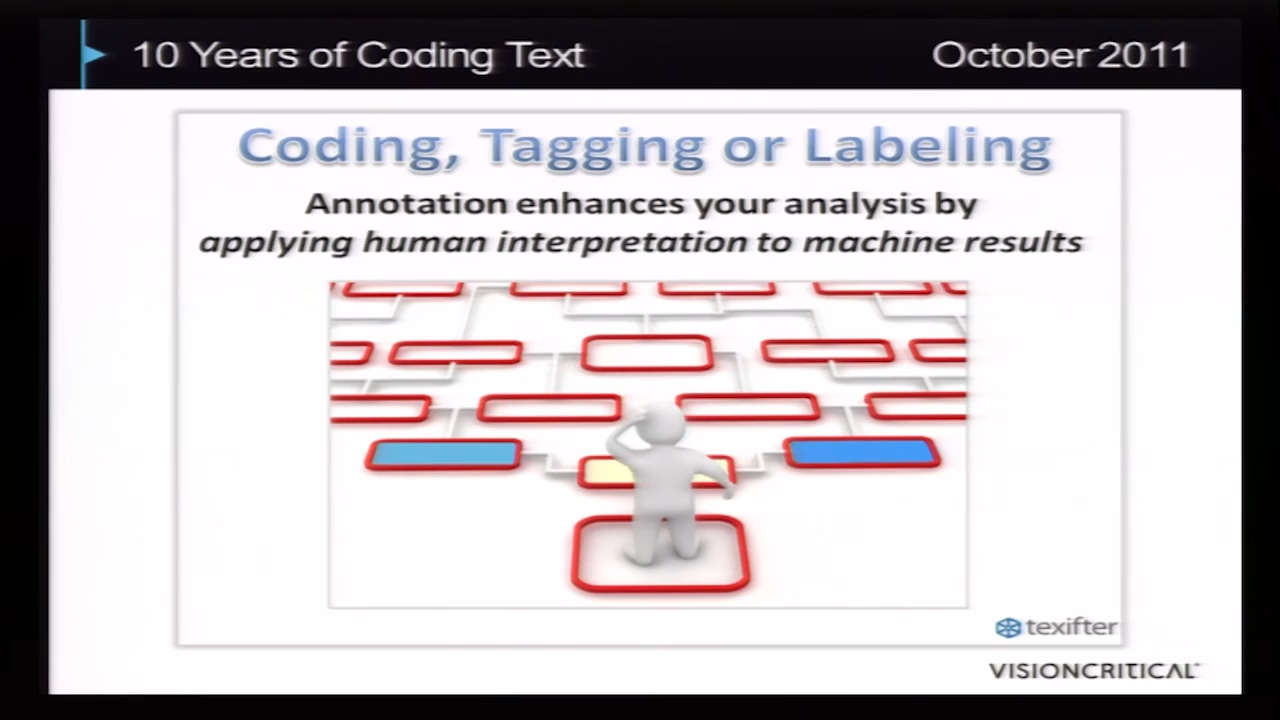 10 Years of Coding Text
October 2011
Coding, Tagging or Labeling
Annotation enhances your analysis by
applying human interpretation to machine results
texifter
VISIONCRITICAL